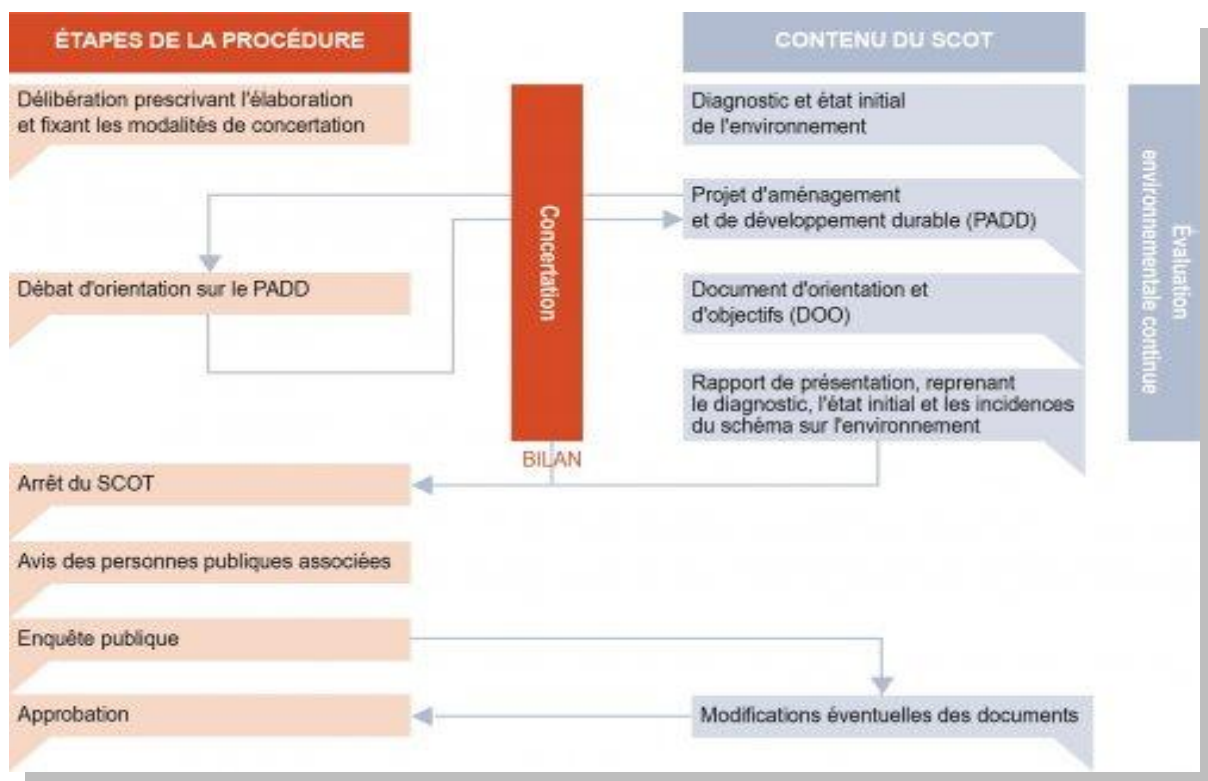 ÉTAPES DE LA PROCÉDURE
Délibération prescrivant l'élaboration
et fixant les modalités de concertation
Débat d'orientation sur le PADD
Arrêt du SCOT
Avis des personnes publiques associées
Enquête publique
Approbation
Concertation
BILAN
CONTENU DU SCOT
Diagnostic et état initial
de l'environnement
Projet d'aménagement
et de développement durable (PADD)
Document d'orientation et
d'objectifs (DOO)
Rapport de présentation, reprenant
le diagnostic, l'état initial et les incidences
du schéma sur l'environnement
Modifications éventuelles des documents
Évaluation
environnementale continue